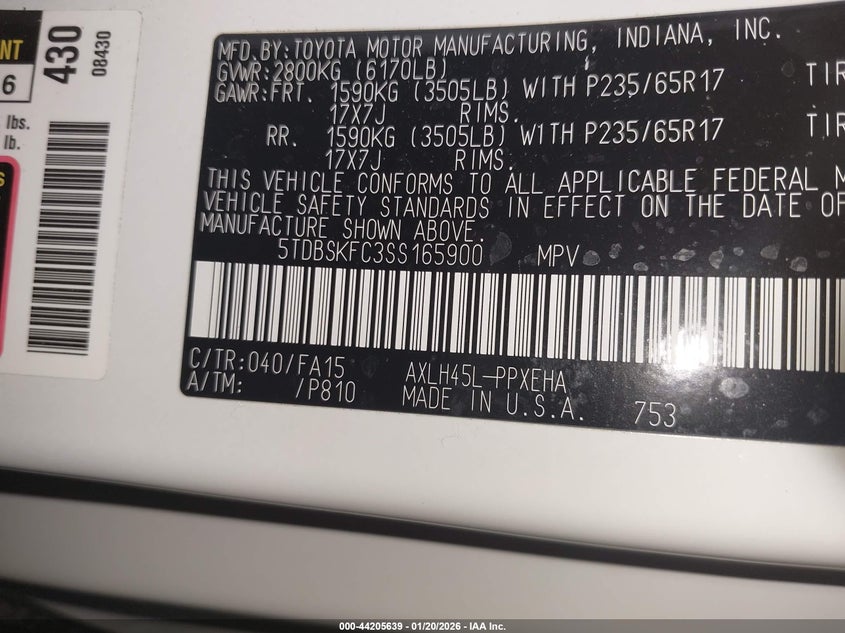 NT
6
lbs.
lb.
S
430
08430
MFD.BY:TOYOTA MOTOR MANUFACTURING, INDIANA, INC.
GVWR:2800KG (6170LB)
GAWR:FRT. 1590KG (3505LB) WITH P235/65R17 TIR
17X7J RIMS.
RR. 1590KG (3505LB) WITH P235/65R17 TIR
17X7J RIMS.
THIS VEHICLE CONFORMS TO ALL APPLICABLE FEDERAL M
VEHICLE SAFETY STANDARDS IN EFFECT ON THE DATE OF
MANUFACTURE SHOWN ABOVE.
5TDBSKFC3SS165900 MPV
C/TR:040/FA15 AXLH45L-PPXEHA
A/TM: /P810 MADE IN U.S.A. 753
000-44205639 - 01/20/2026 - IAA Inc.